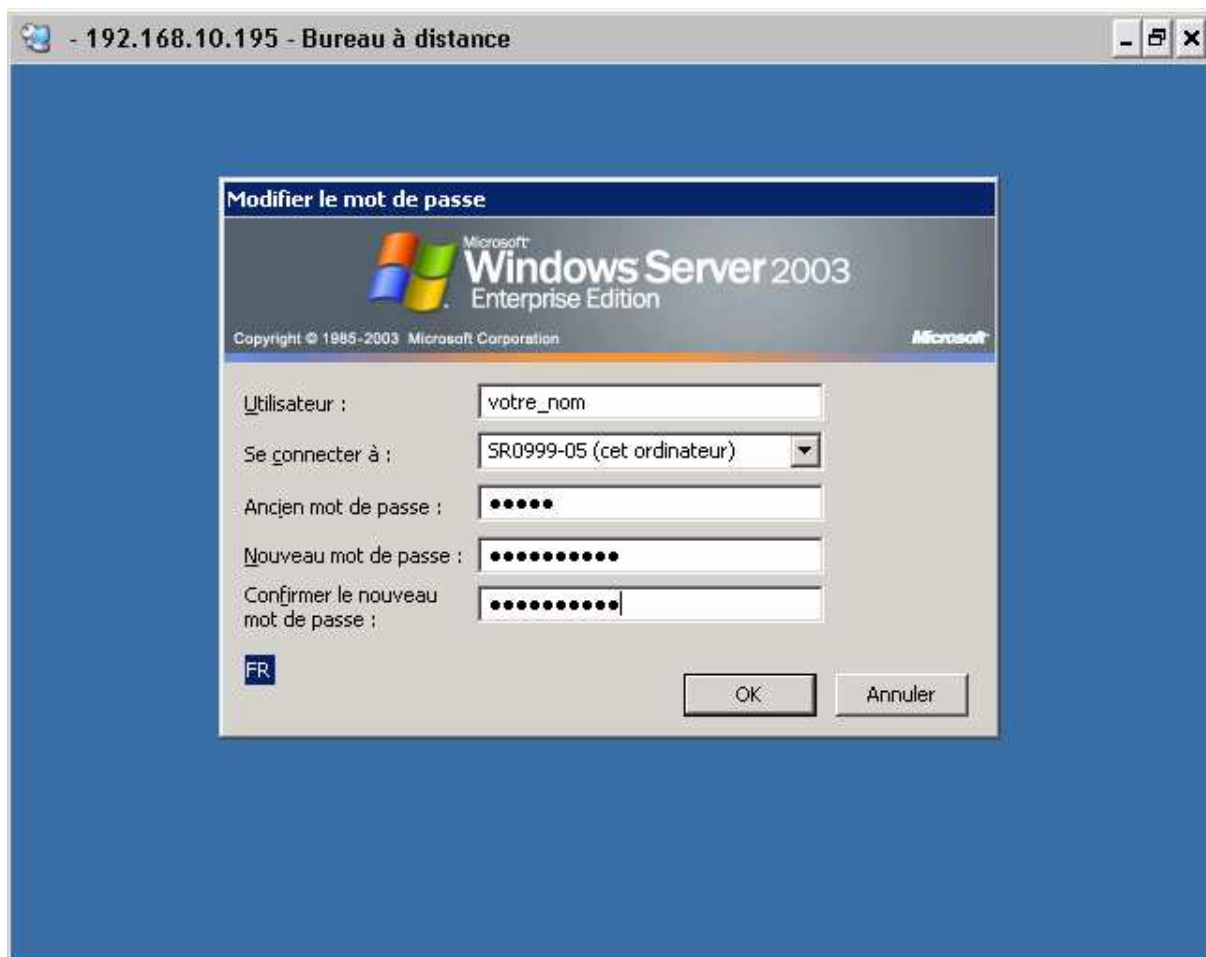 - 192.168.10.195 - Bureau à distance
Modifier le mot de passe
Microsoft
Windows Server 2003
Enterprise Edition
Copyright © 1985-2003 Microsoft Corporation
Microsoft
Utilisateur :
votre_nom
Se connecter à :
SR0999-05 (cet ordinateur)
Ancien mot de passe :
●●●●●
Nouveau mot de passe :
●●●●●●●●●●
Confirmer le nouveau
mot de passe :
●●●●●●●●●●
FR
OK
Annuler